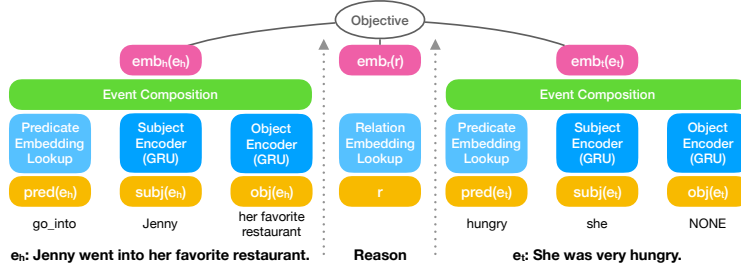 Objective
embₕ(eₕ) embᵣ(r) embₜ(eₜ)
Event Composition Event Composition
Predicate Embedding Lookup
Subject Encoder (GRU)
Object Encoder (GRU)
Relation Embedding Lookup
Predicate Embedding Lookup
Subject Encoder (GRU)
Object Encoder (GRU)
pred(eₕ) subj(eₕ) obj(eₕ) r pred(eₜ) subj(eₜ) obj(eₜ)
go_into Jenny her favorite restaurant hungry she NONE
eₕ: Jenny went into her favorite restaurant. Reason eₜ: She was very hungry.